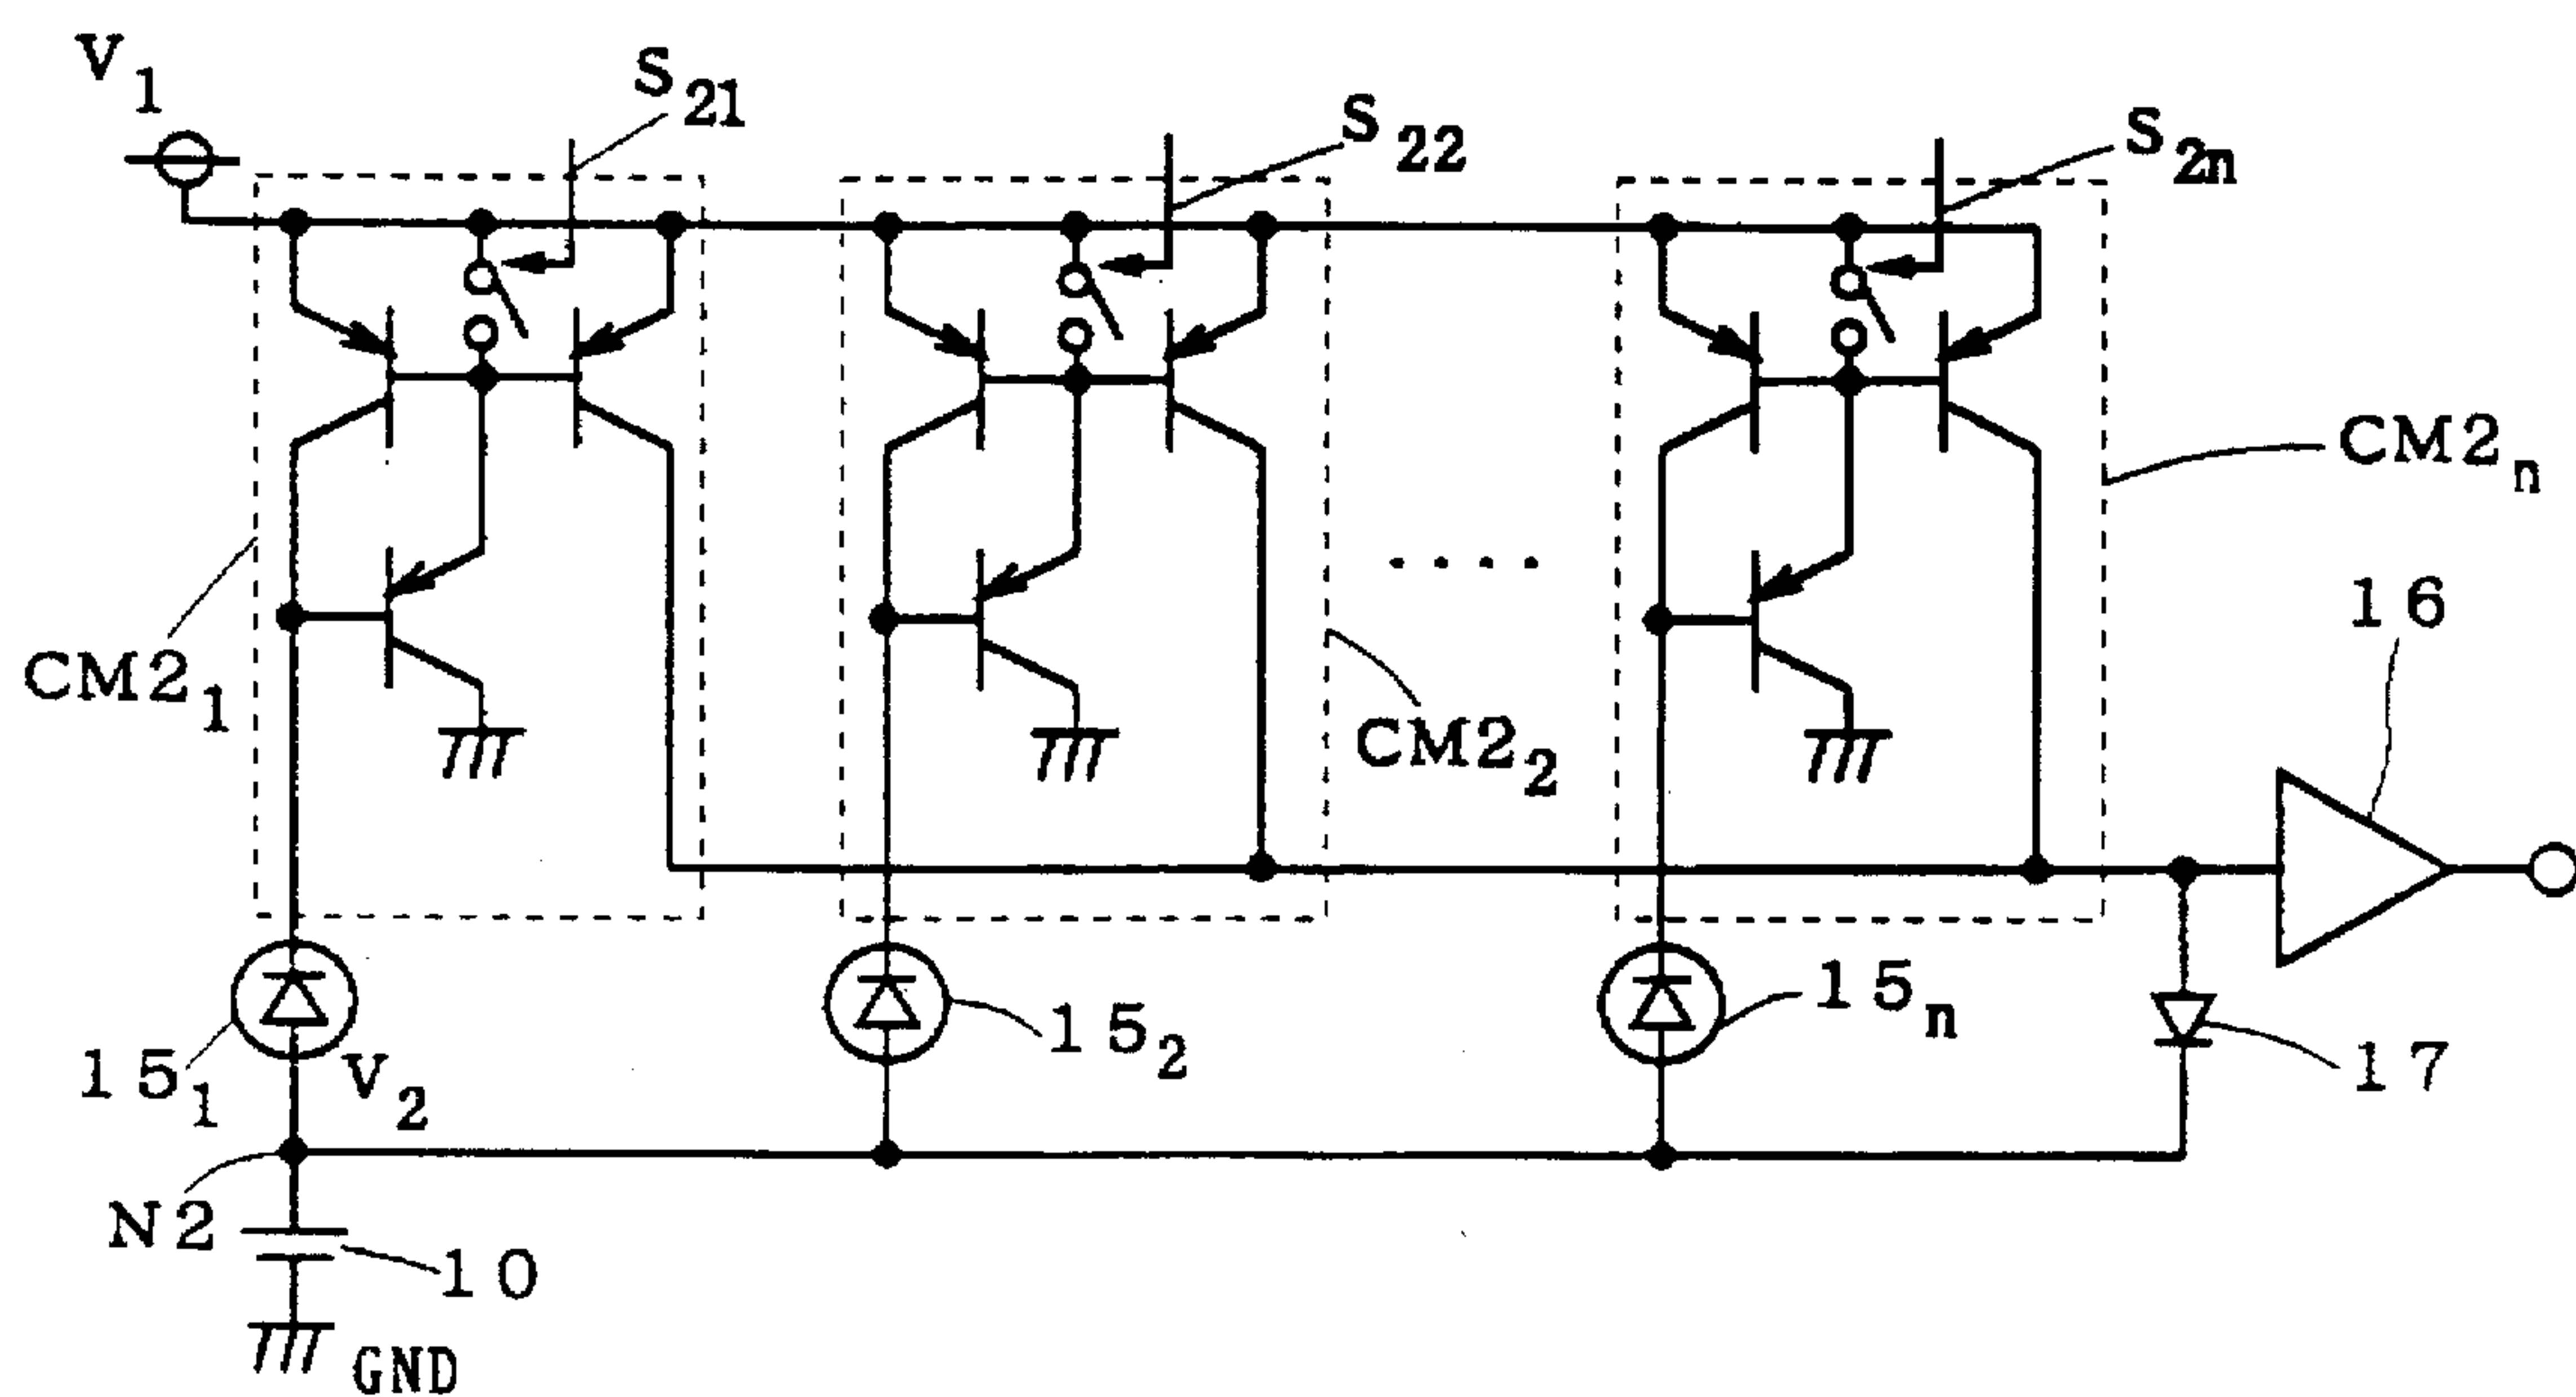 V₁
S₂₁
S₂₂
S₂ₙ
CM2ₙ
16
CM2₁
CM2₂
15₁
V₂
15₂
15ₙ
17
N2
10
GND